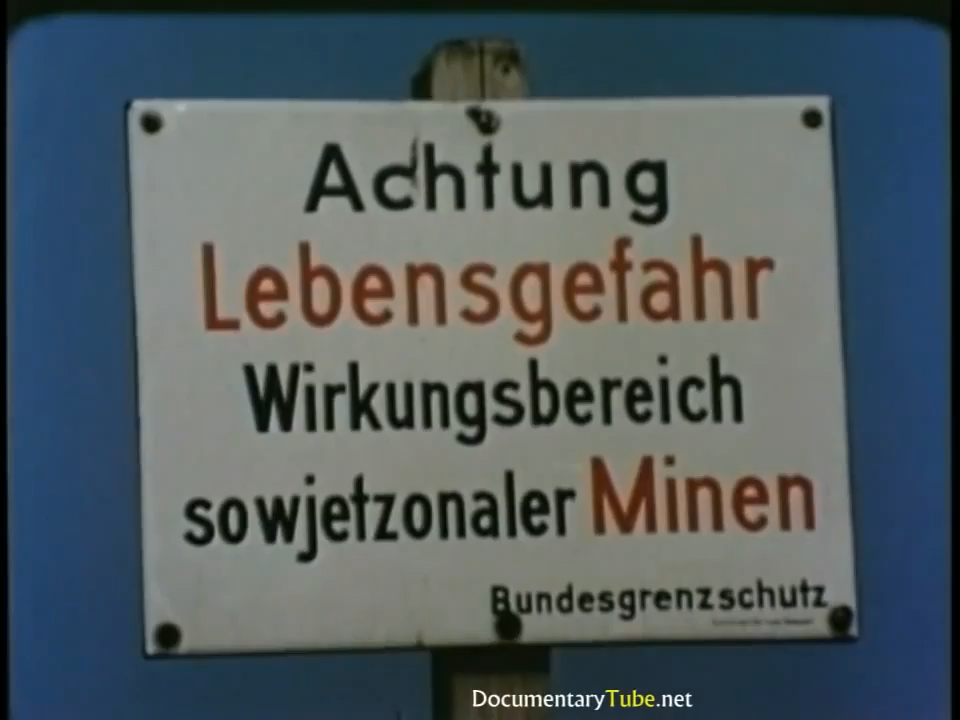 Achtung
Lebensgefahr
Wirkungsbereich
sowjetzonaler Minen
Bundesgrenzschutz
DocumentaryTube.net